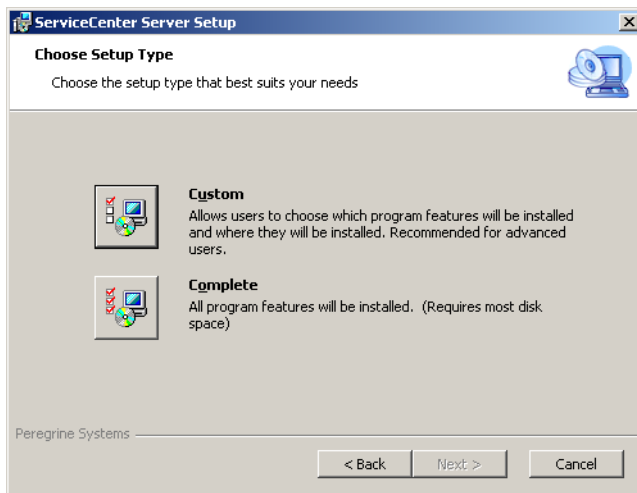 ServiceCenter Server Setup
Choose Setup Type
Choose the setup type that best suits your needs
Custom
Allows users to choose which program features will be installed
and where they will be installed. Recommended for advanced
users.
Complete
All program features will be installed. (Requires most disk
space)
Peregrine Systems
< Back
Next >
Cancel